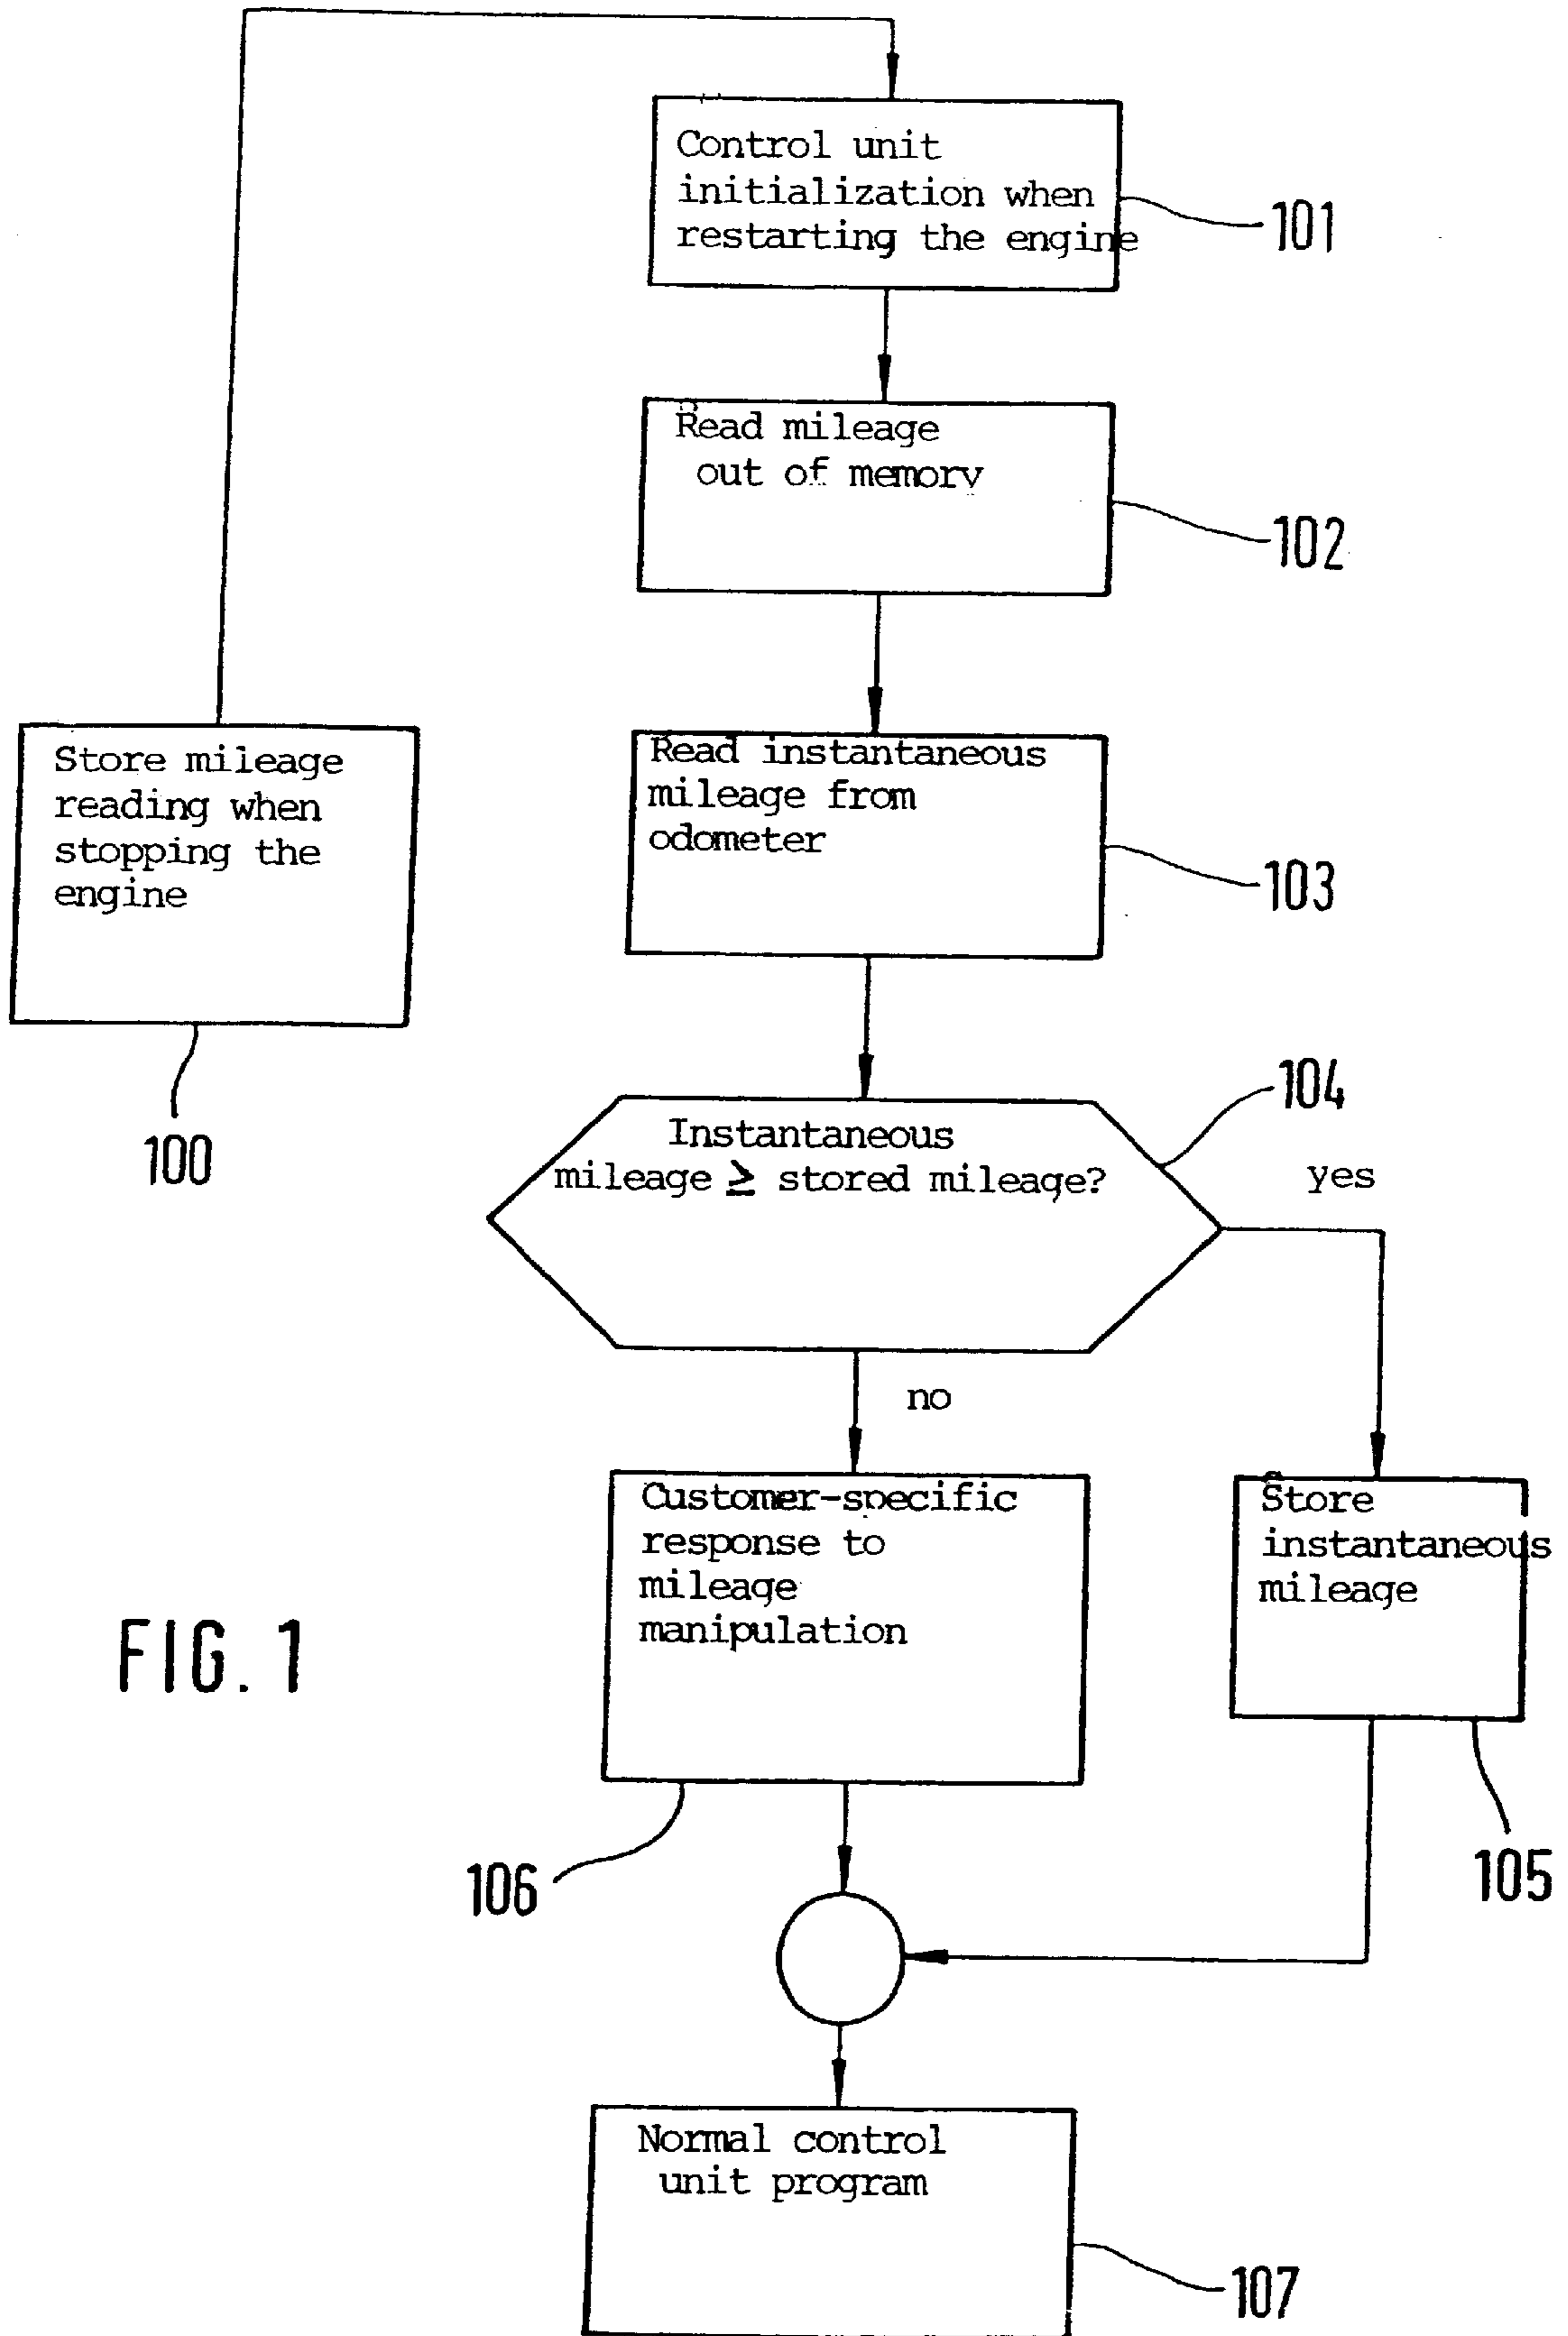 Control unit
initialization when
restarting the engine
101
Read mileage
out of memory
102
Read instantaneous
mileage from
odometer
103
Store mileage
reading when
stopping the
engine
100
Instantaneous
mileage ≥ stored mileage?
104
yes
no
Customer-specific
response to
mileage
manipulation
106
Store
instantaneous
mileage
105
FIG. 1
Normal control
unit program
107